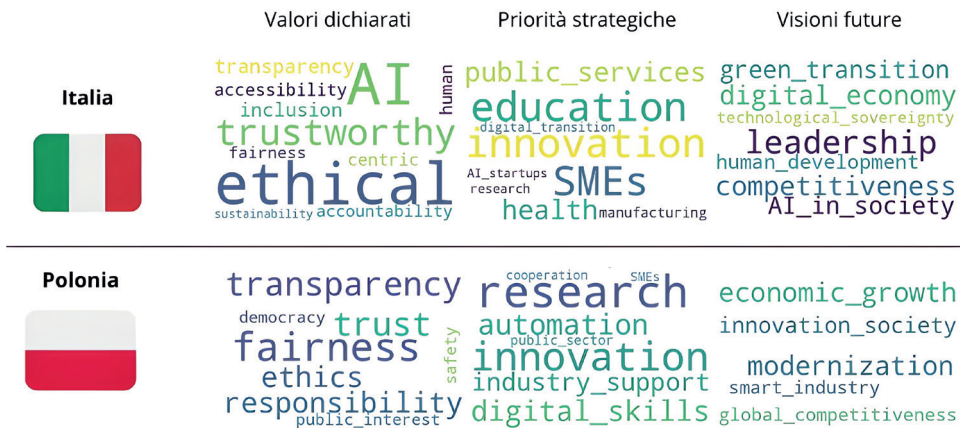 Valori dichiarati
Priorità strategiche
Visioni future
Italia
transparency
AI
human
accessibility
inclusion
trustworthy
fairness
centric
ethical
sustainability
accountability
public_services
education
digital_transition
innovation
AI_startups
SMEs
research
health
manufacturing
green_transition
digital_economy
technological_sovereignty
leadership
human_development
competitiveness
AI_in_society
Polonia
transparency
democracy
trust
fairness
safety
ethics
responsibility
public_interest
cooperation
SMEs
research
automation
public_sector
innovation
industry_support
digital_skills
economic_growth
innovation_society
modernization
smart_industry
global_competitiveness